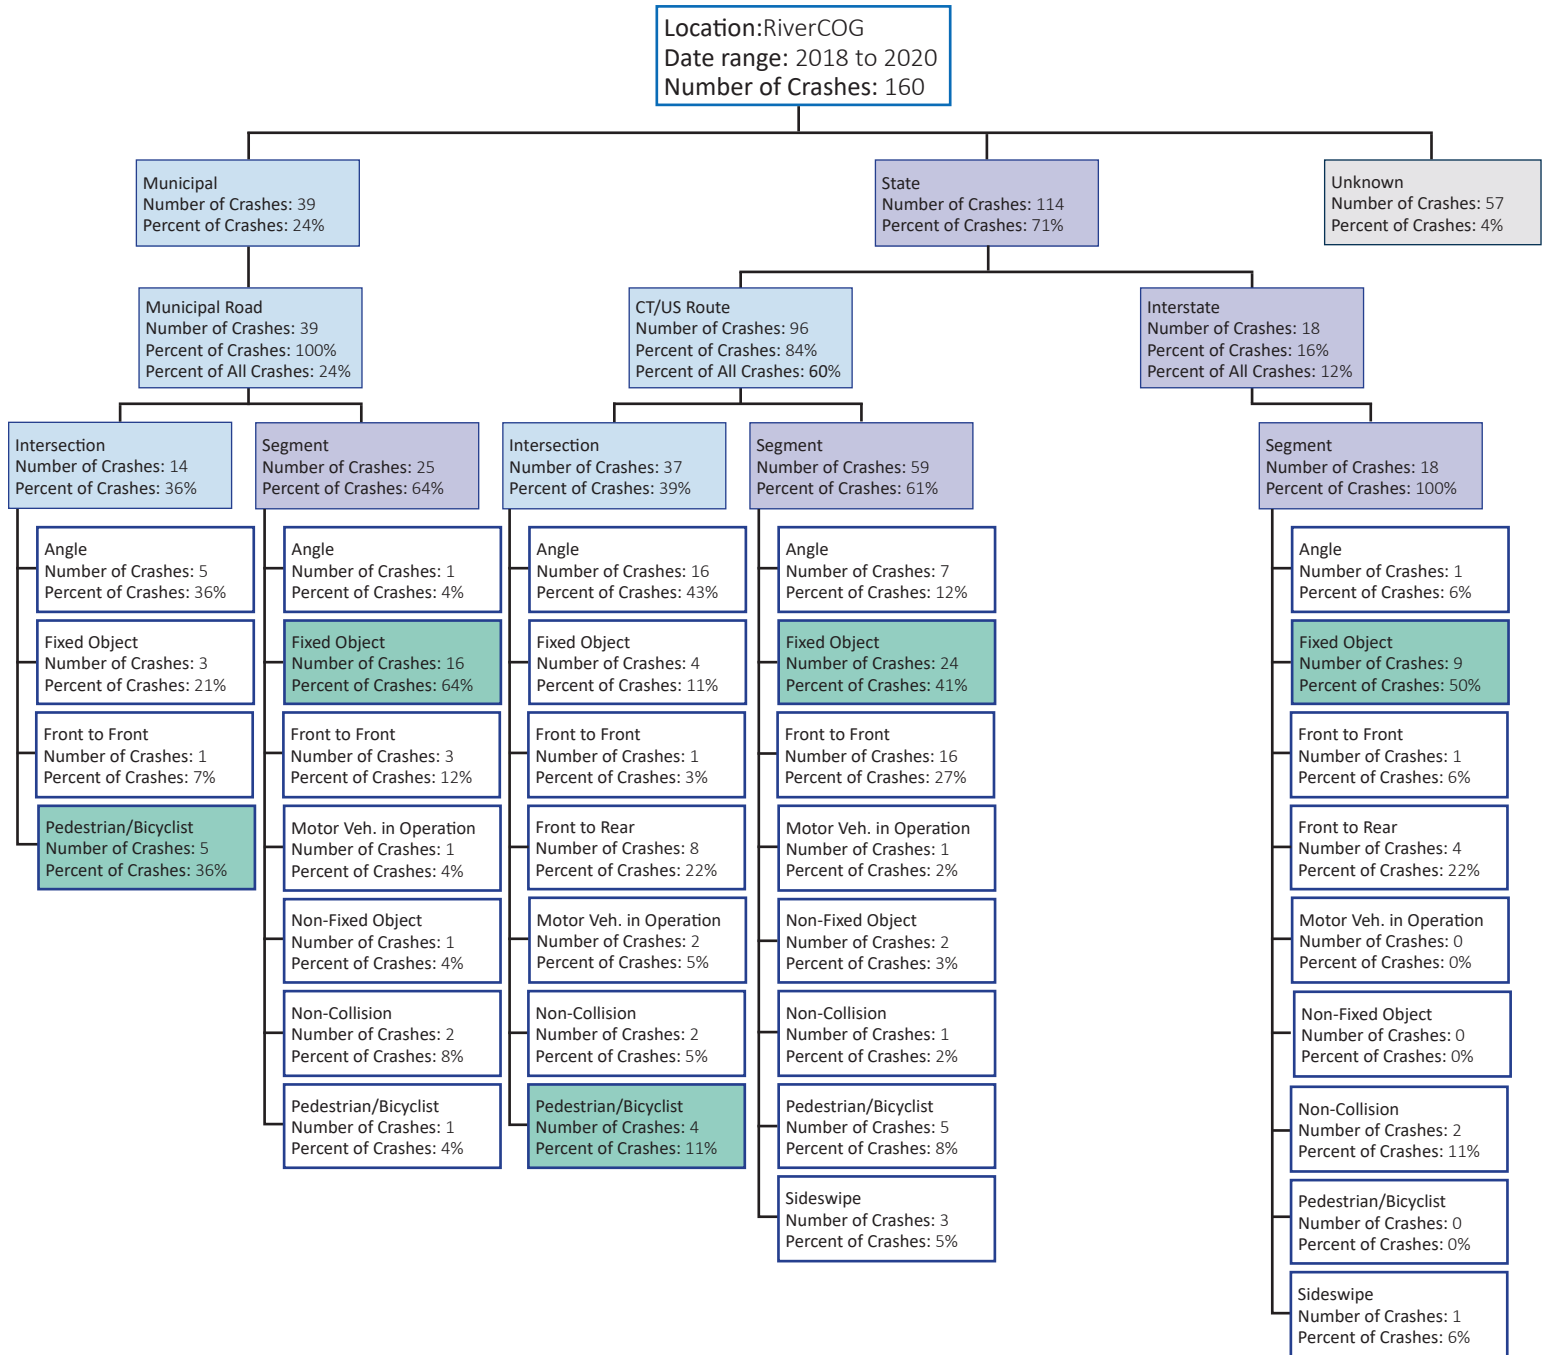 Location:RiverCOG
Date range: 2018 to 2020
Number of Crashes: 160
Municipal
Number of Crashes: 39
Percent of Crashes: 24%
State
Number of Crashes: 114
Percent of Crashes: 71%
Unknown
Number of Crashes: 57
Percent of Crashes: 4%
Municipal Road
Number of Crashes: 39
Percent of Crashes: 100%
Percent of All Crashes: 24%
CT/US Route
Number of Crashes: 96
Percent of Crashes: 84%
Percent of All Crashes: 60%
Interstate
Number of Crashes: 18
Percent of Crashes: 16%
Percent of All Crashes: 12%
Intersection
Number of Crashes: 14
Percent of Crashes: 36%
Segment
Number of Crashes: 25
Percent of Crashes: 64%
Intersection
Number of Crashes: 37
Percent of Crashes: 39%
Segment
Number of Crashes: 59
Percent of Crashes: 61%
Segment
Number of Crashes: 18
Percent of Crashes: 100%
Angle
Number of Crashes: 5
Percent of Crashes: 36%
Fixed Object
Number of Crashes: 3
Percent of Crashes: 21%
Front to Front
Number of Crashes: 1
Percent of Crashes: 7%
Pedestrian/Bicyclist
Number of Crashes: 5
Percent of Crashes: 36%
Angle
Number of Crashes: 1
Percent of Crashes: 4%
Fixed Object
Number of Crashes: 16
Percent of Crashes: 64%
Front to Front
Number of Crashes: 3
Percent of Crashes: 12%
Motor Veh. in Operation
Number of Crashes: 1
Percent of Crashes: 4%
Non-Fixed Object
Number of Crashes: 1
Percent of Crashes: 4%
Non-Collision
Number of Crashes: 2
Percent of Crashes: 8%
Pedestrian/Bicyclist
Number of Crashes: 1
Percent of Crashes: 4%
Angle
Number of Crashes: 16
Percent of Crashes: 43%
Fixed Object
Number of Crashes: 4
Percent of Crashes: 11%
Front to Front
Number of Crashes: 1
Percent of Crashes: 3%
Front to Rear
Number of Crashes: 8
Percent of Crashes: 22%
Motor Veh. in Operation
Number of Crashes: 2
Percent of Crashes: 5%
Non-Collision
Number of Crashes: 2
Percent of Crashes: 5%
Pedestrian/Bicyclist
Number of Crashes: 4
Percent of Crashes: 11%
Angle
Number of Crashes: 7
Percent of Crashes: 12%
Fixed Object
Number of Crashes: 24
Percent of Crashes: 41%
Front to Front
Number of Crashes: 16
Percent of Crashes: 27%
Motor Veh. in Operation
Number of Crashes: 1
Percent of Crashes: 2%
Non-Fixed Object
Number of Crashes: 2
Percent of Crashes: 3%
Non-Collision
Number of Crashes: 1
Percent of Crashes: 2%
Pedestrian/Bicyclist
Number of Crashes: 5
Percent of Crashes: 8%
Sideswipe
Number of Crashes: 3
Percent of Crashes: 5%
Angle
Number of Crashes: 1
Percent of Crashes: 6%
Fixed Object
Number of Crashes: 9
Percent of Crashes: 50%
Front to Front
Number of Crashes: 1
Percent of Crashes: 6%
Front to Rear
Number of Crashes: 4
Percent of Crashes: 22%
Motor Veh. in Operation
Number of Crashes: 0
Percent of Crashes: 0%
Non-Fixed Object
Number of Crashes: 0
Percent of Crashes: 0%
Non-Collision
Number of Crashes: 2
Percent of Crashes: 11%
Pedestrian/Bicyclist
Number of Crashes: 0
Percent of Crashes: 0%
Sideswipe
Number of Crashes: 1
Percent of Crashes: 6%